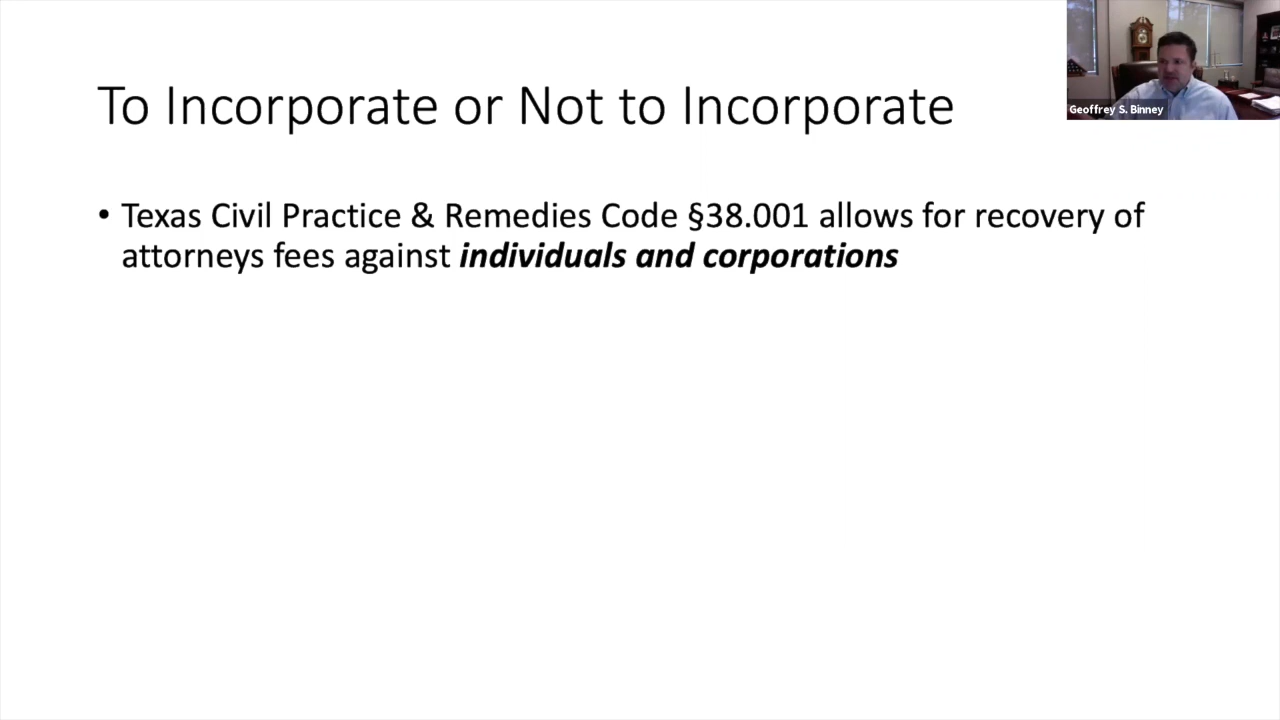 To Incorporate or Not to Incorporate
Geoffrey S. Binney
• Texas Civil Practice & Remedies Code §38.001 allows for recovery of
attorneys fees against individuals and corporations